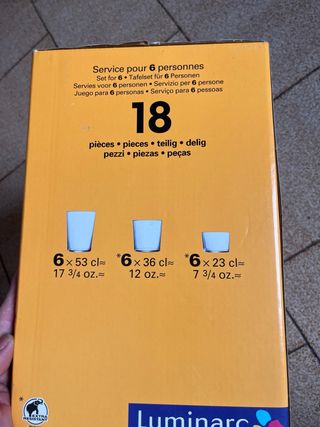 Service pour 6 personnes
Set for 6 • Tafelset für 6 Personen
Servies voor 6 personen • Servizio per 6 persone
Juego para 6 personas • Serviço para 6 pessoas
18
pièces • pieces • teilig • delig
pezzi • piezas • peças
6 x 53 cl≈ *6 x 36 cl≈ *6 x 23 cl≈
17 3/4 oz.≈ 12 oz.≈ 7 3/4 oz.≈
*
EXTRA
RESISTANT
Luminarc